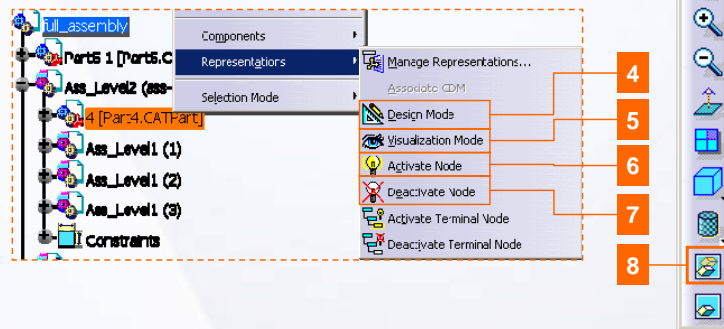 full_assembly
Components
Part5 1 [Part5.C
Representations
Manage Representations...
Ass_Level2 (ass-
Associate CDM
4
Selection Mode
4 [Part4.CATPart]
Design Mode
5
Visualization Mode
Ass_Level1 (1)
Activate Node
6
Ass_Level1 (2)
Deactivate Node
7
Ass_Level1 (3)
Activate Terminal Node
Constraints
Deactivate Terminal Node
8